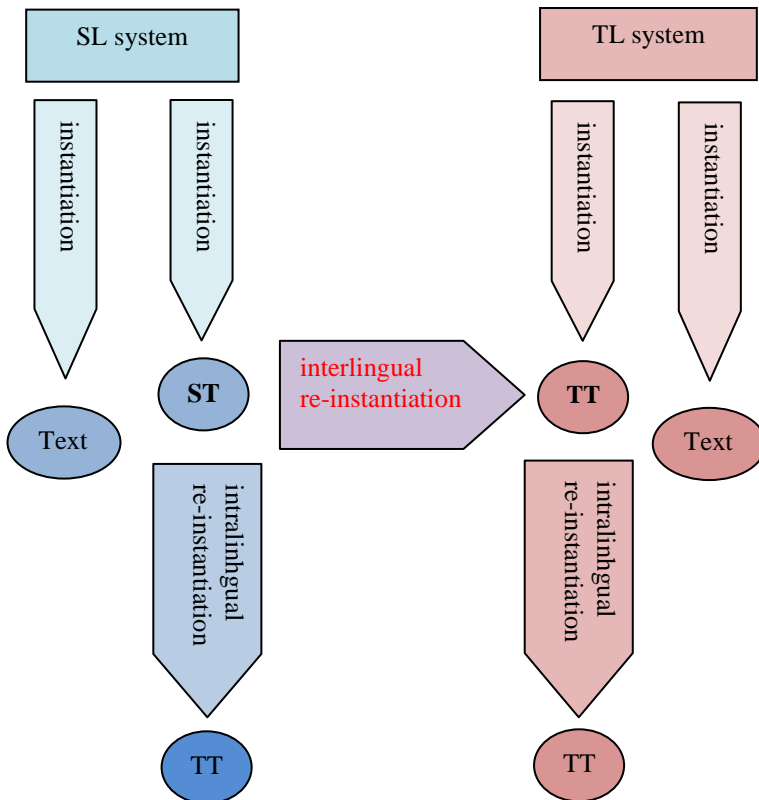 SL system
TL system
instantiation
instantiation
instantiation
instantiation
interlingual
re-instantiation
ST
TT
Text
Text
intralinhgual
re-instantiation
intralinhgual
re-instantiation
TT
TT